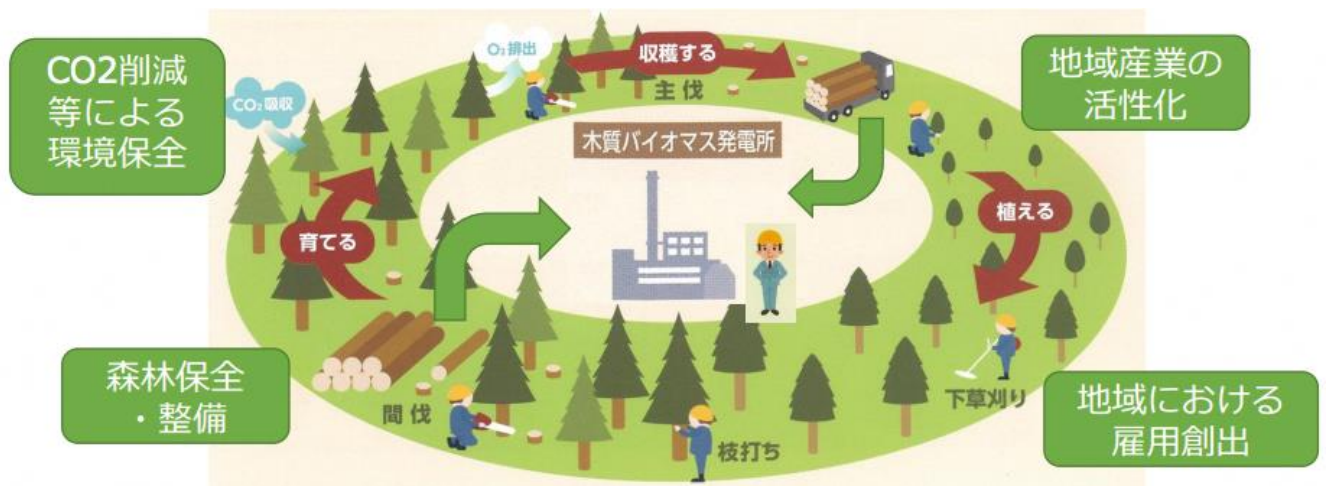 CO2削減
等による
環境保全
CO₂吸収
O₂排出
収穫する
主伐
地域産業の
活性化
木質バイオマス発電所
植える
育てる
森林保全
・整備
間伐
枝打ち
下草刈り
地域における
雇用創出